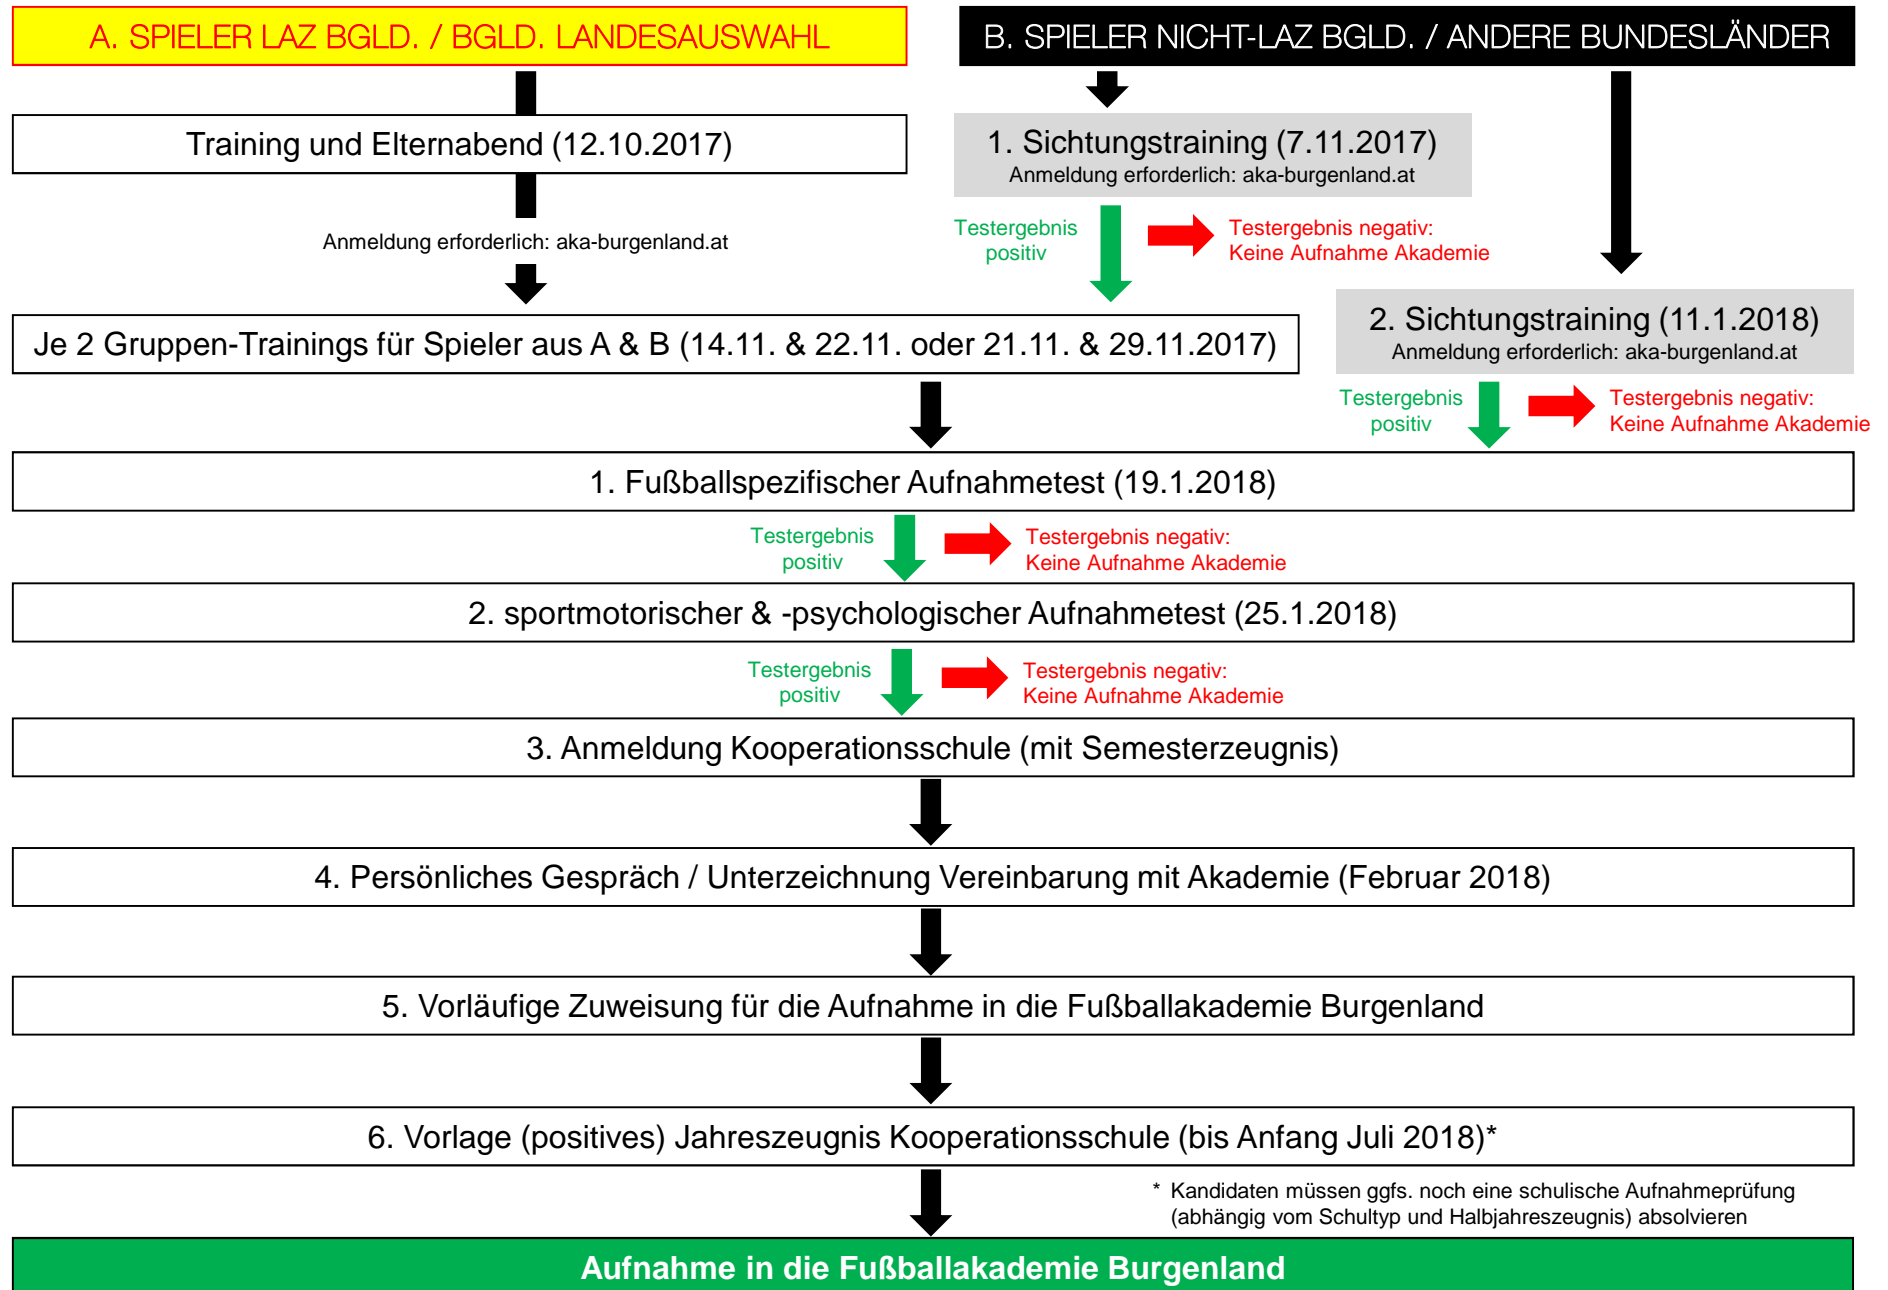 A. SPIELER LAZ BGLD. / BGLD. LANDESAUSWAHL
B. SPIELER NICHT-LAZ BGLD. / ANDERE BUNDESLÄNDER
Training und Elternabend (12.10.2017)
1. Sichtungstraining (7.11.2017)
Anmeldung erforderlich: aka-burgenland.at
Anmeldung erforderlich: aka-burgenland.at
Testergebnis
positiv
Testergebnis negativ:
Keine Aufnahme Akademie
Je 2 Gruppen-Trainings für Spieler aus A & B (14.11. & 22.11. oder 21.11. & 29.11.2017)
2. Sichtungstraining (11.1.2018)
Anmeldung erforderlich: aka-burgenland.at
Testergebnis
positiv
Testergebnis negativ:
Keine Aufnahme Akademie
1. Fußballspezifischer Aufnahmetest (19.1.2018)
Testergebnis
positiv
Testergebnis negativ:
Keine Aufnahme Akademie
2. sportmotorischer & -psychologischer Aufnahmetest (25.1.2018)
Testergebnis
positiv
Testergebnis negativ:
Keine Aufnahme Akademie
3. Anmeldung Kooperationsschule (mit Semesterzeugnis)
4. Persönliches Gespräch / Unterzeichnung Vereinbarung mit Akademie (Februar 2018)
5. Vorläufige Zuweisung für die Aufnahme in die Fußballakademie Burgenland
6. Vorlage (positives) Jahreszeugnis Kooperationsschule (bis Anfang Juli 2018)*
* Kandidaten müssen ggfs. noch eine schulische Aufnahmeprüfung
(abhängig vom Schultyp und Halbjahreszeugnis) absolvieren
Aufnahme in die Fußballakademie Burgenland